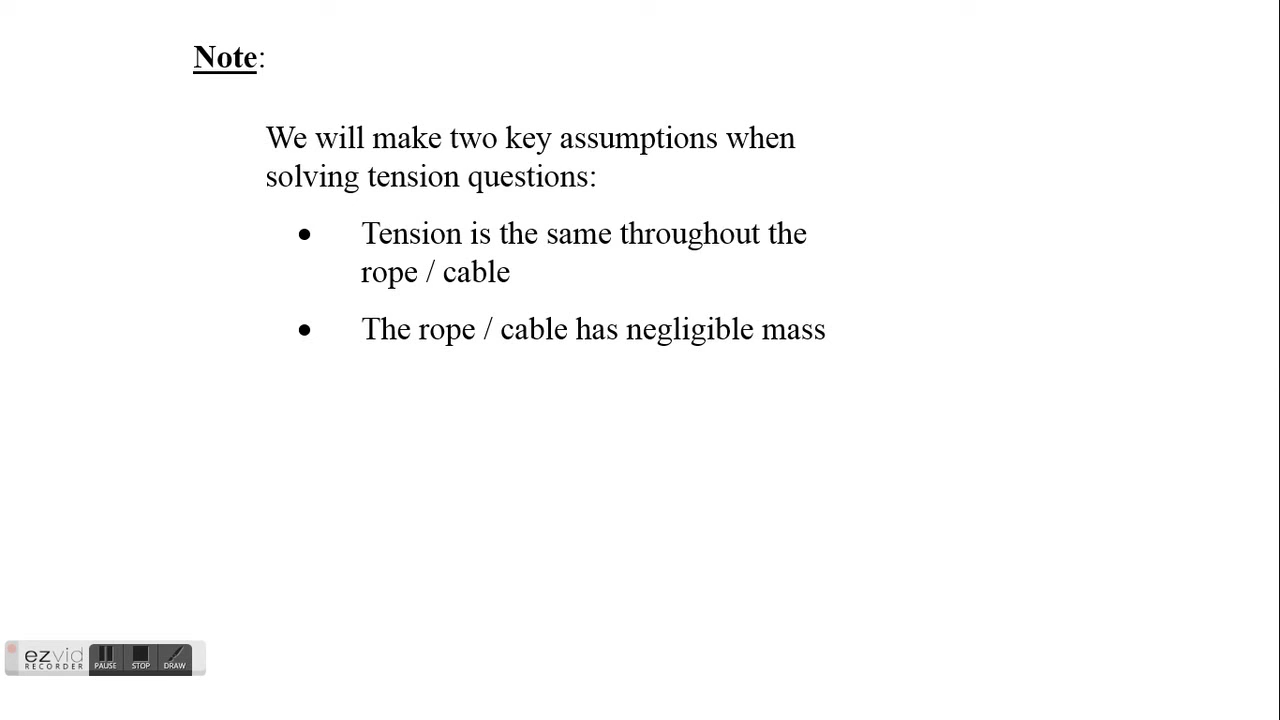 Note:
We will make two key assumptions when
solving tension questions:
• Tension is the same throughout the
rope / cable
• The rope / cable has negligible mass
ezvid
RECORDER
PAUSE STOP DRAW